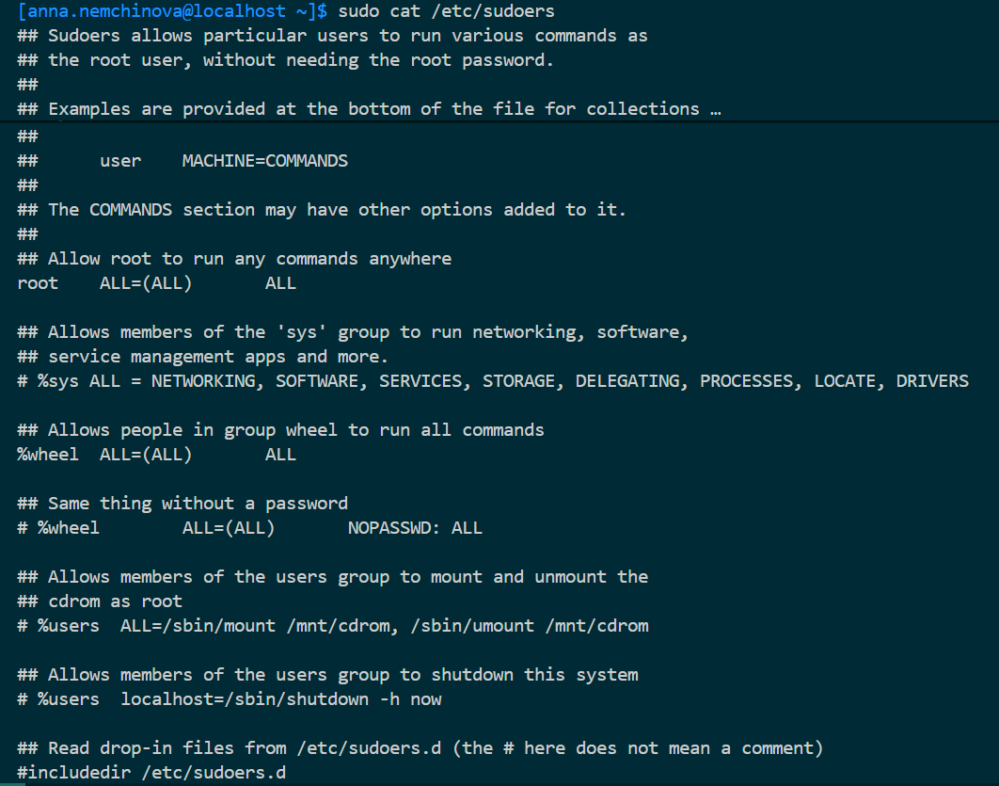 [anna.nemchinova@localhost ~]$ sudo cat /etc/sudoers
## Sudoers allows particular users to run various commands as
## the root user, without needing the root password.
##
## Examples are provided at the bottom of the file for collections …
##
##      user    MACHINE=COMMANDS
##
## The COMMANDS section may have other options added to it.
##
## Allow root to run any commands anywhere
root    ALL=(ALL)       ALL
## Allows members of the 'sys' group to run networking, software,
## service management apps and more.
# %sys ALL = NETWORKING, SOFTWARE, SERVICES, STORAGE, DELEGATING, PROCESSES, LOCATE, DRIVERS
## Allows people in group wheel to run all commands
%wheel  ALL=(ALL)       ALL
## Same thing without a password
# %wheel        ALL=(ALL)       NOPASSWD: ALL
## Allows members of the users group to mount and unmount the
## cdrom as root
# %users  ALL=/sbin/mount /mnt/cdrom, /sbin/umount /mnt/cdrom
## Allows members of the users group to shutdown this system
# %users  localhost=/sbin/shutdown -h now
## Read drop-in files from /etc/sudoers.d (the # here does not mean a comment)
#includedir /etc/sudoers.d